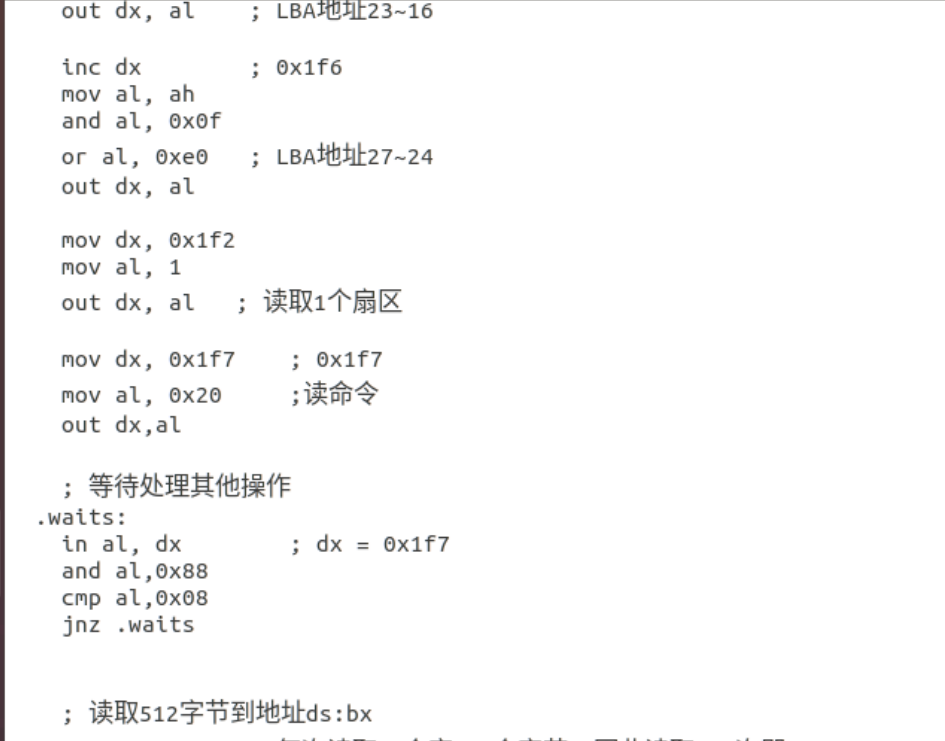 out dx, al    ; LBA地址23~16
inc dx        ; 0x1f6
mov al, ah
and al, 0x0f
or al, 0xe0   ; LBA地址27~24
out dx, al
mov dx, 0x1f2
mov al, 1
out dx, al   ; 读取1个扇区
mov dx, 0x1f7    ; 0x1f7
mov al, 0x20     ;读命令
out dx,al
; 等待处理其他操作
.waits:
in al, dx        ; dx = 0x1f7
and al,0x88
cmp al,0x08
jnz .waits
; 读取512字节到地址ds:bx